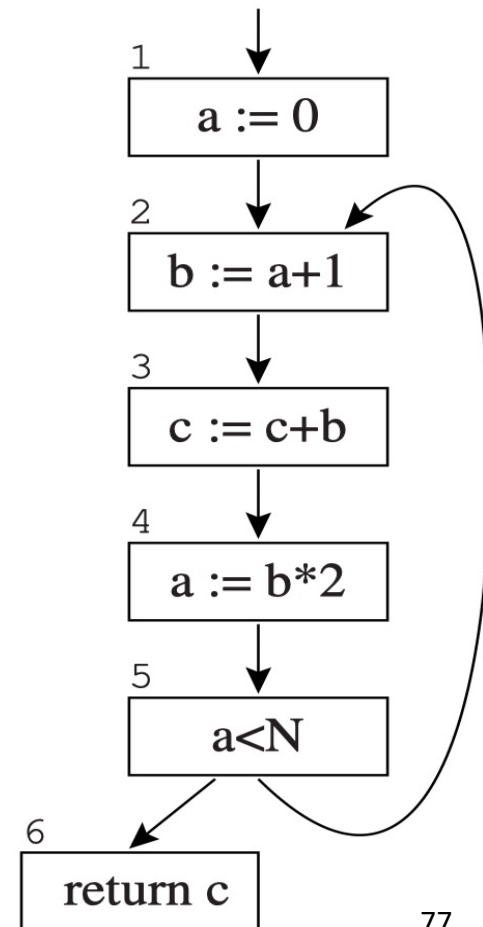 1
a := 0
2
b := a+1
3
c := c+b
4
a := b*2
5
a<N
6
return c
77